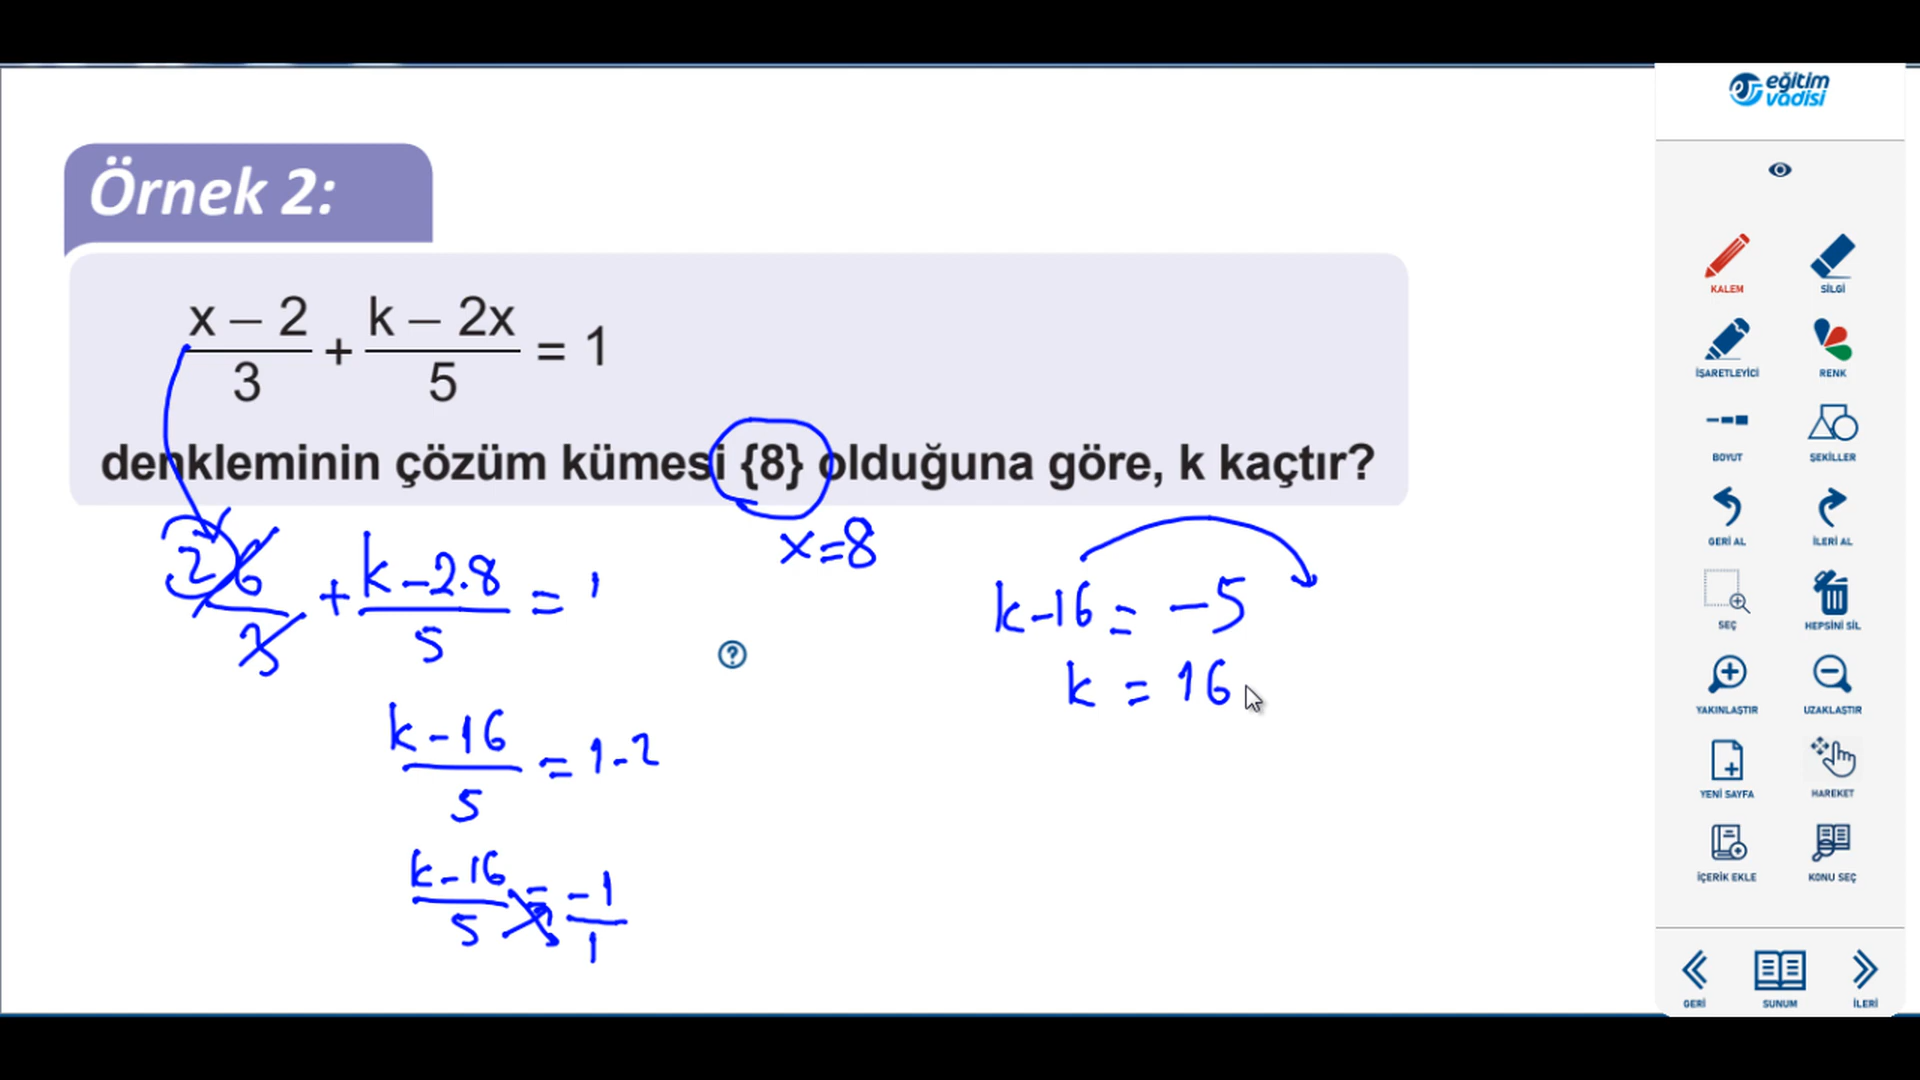 eğitim
vadisi
Örnek 2:
x – 2 / 3 + k – 2x / 5 = 1
denkleminin çözüm kümesi {8} olduğuna göre, k kaçtır?
x=8
2 6 / 3 + k-2.8 / 5 = 1
k-16 / 5 = 1-2
k-16 / 5 = -1 / 1
k-16 = -5
k = 16
?
KALEM
SİLGİ
İŞARETLEYİCİ
RENK
BOYUT
ŞEKİLLER
GERİ AL
İLERİ AL
SEÇ
HEPSİNİ SİL
YAKINLAŞTIR
UZAKLAŞTIR
YENİ SAYFA
HAREKET
İÇERİK EKLE
KONU SEÇ
GERİ
SUNUM
İLERİ